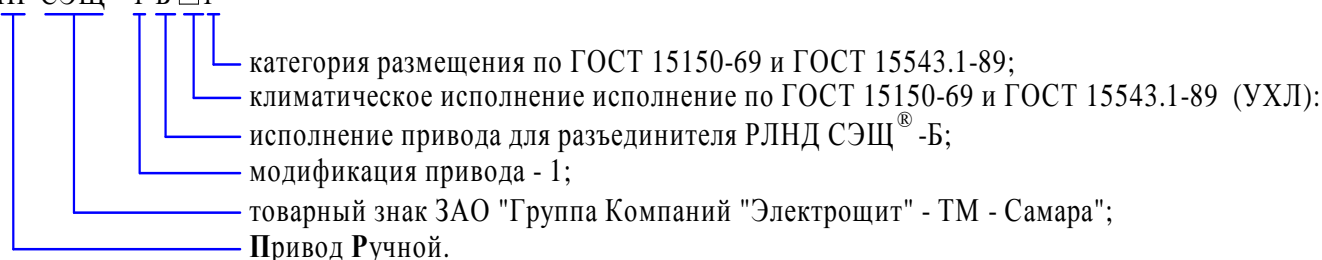 СЭЩ
категория размещения по ГОСТ 15150-69 и ГОСТ 15543.1-89;
климатическое исполнение исполнение по ГОСТ 15150-69 и ГОСТ 15543.1-89 (УХЛ):
исполнение привода для разъединителя РЛНД СЭЩ® -Б;
модификация привода - 1;
товарный знак ЗАО "Группа Компаний "Электрощит" - ТМ - Самара";
Привод Ручной.